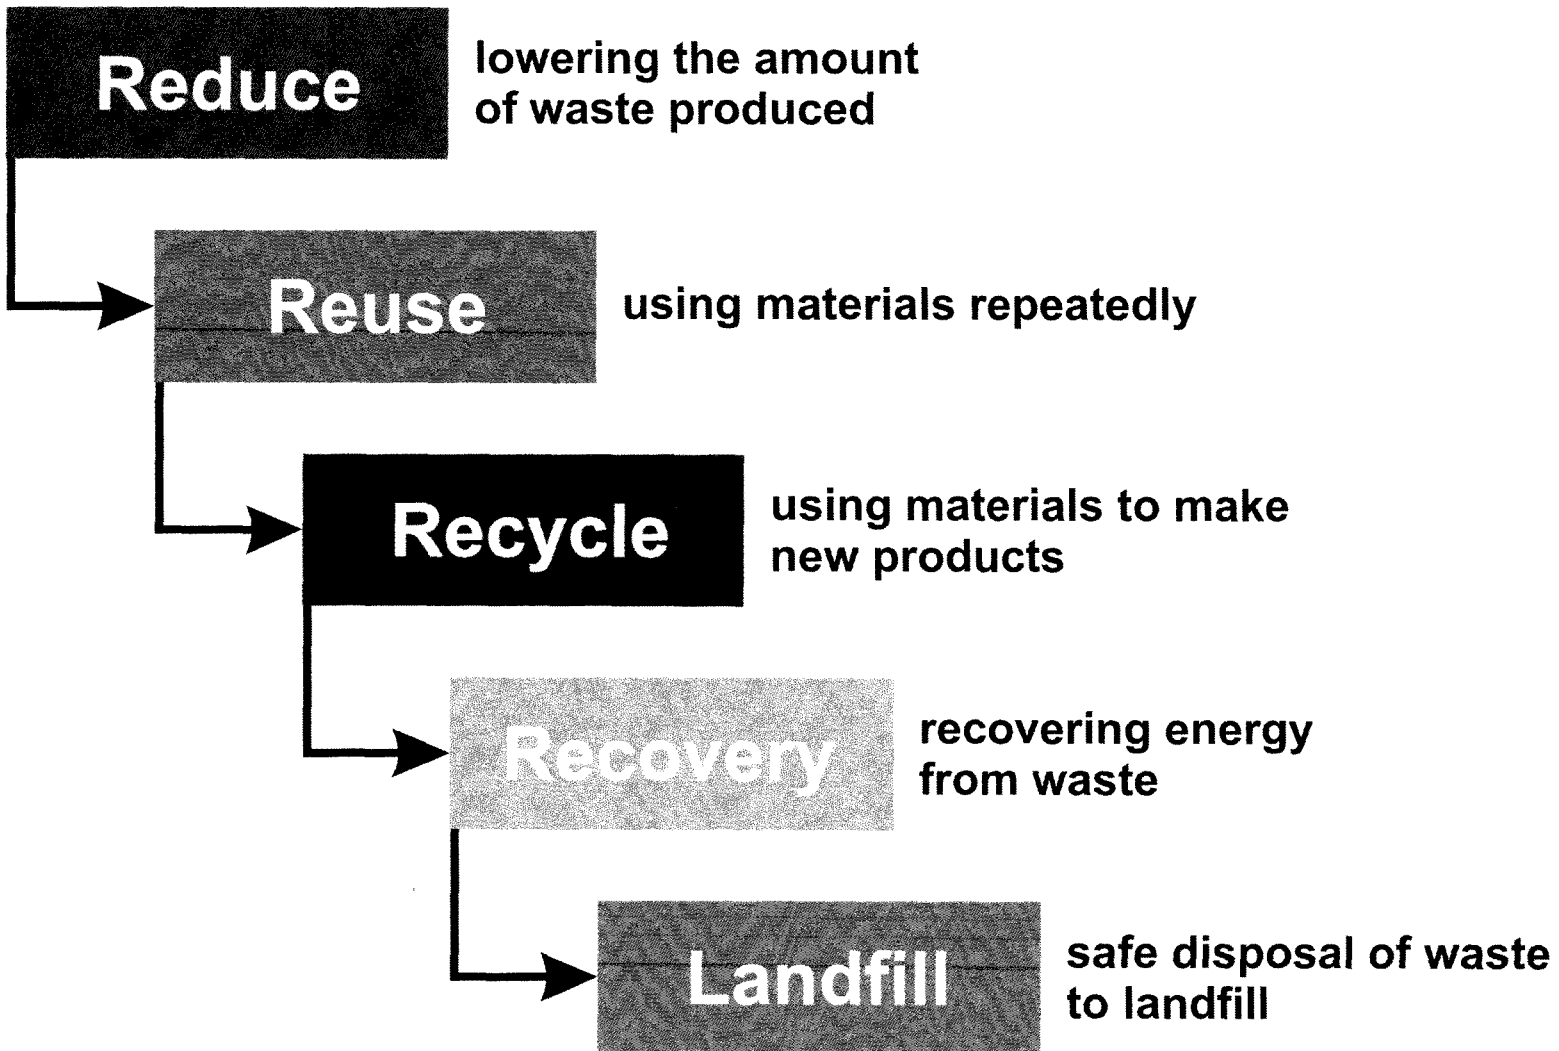 Reduce
lowering the amount
of waste produced
Reuse
using materials repeatedly
Recycle
using materials to make
new products
Recovery
recovering energy
from waste
Landfill
safe disposal of waste
to landfill